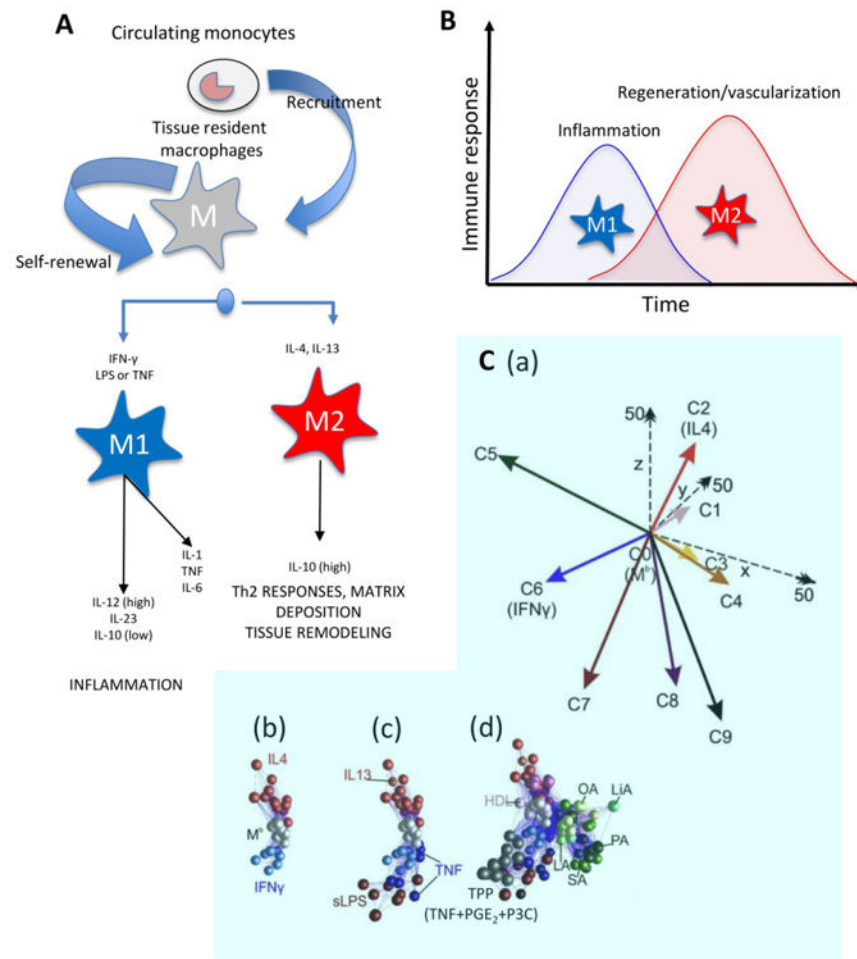 A
Circulating monocytes
Recruitment
Tissue resident
macrophages
M
Self-renewal
IFN-γ
LPS or TNF
IL-4, IL-13
M1
M2
IL-1
TNF
IL-6
IL-12 (high)
IL-23
IL-10 (low)
IL-10 (high)
Th2 RESPONSES, MATRIX
DEPOSITION
TISSUE REMODELING
INFLAMMATION
B
Immune response
Regeneration/vascularization
Inflammation
M1
M2
Time
C (a)
50
C2
(IL4)
C5
z
y
50
C1
C0
(Mᵇ)
C3
x
C6
(IFNγ)
C4
50
C7
C8
C9
(b)
(c)
(d)
IL4
IL13
HDL
OA
LiA
Mᵇ
PA
IFNγ
TNF
LA
SA
sLPS
TPP
(TNF+PGE₂+P3C)